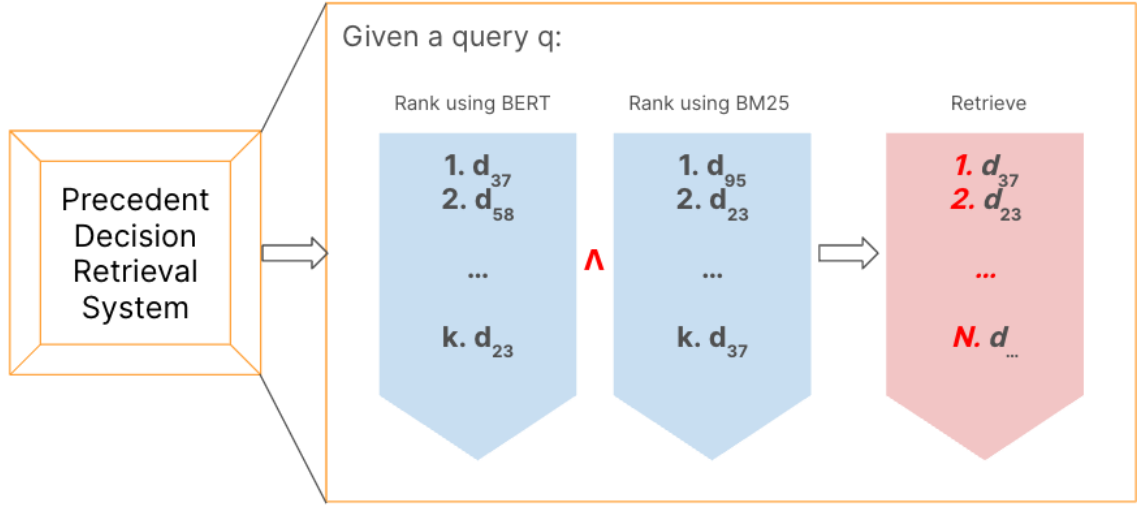 Given a query q:
Precedent
Decision
Retrieval
System
Rank using BERT
1. d37
2. d58
...
k. d23
Λ
Rank using BM25
1. d95
2. d23
...
k. d37
Retrieve
1. d37
2. d23
...
N. d...